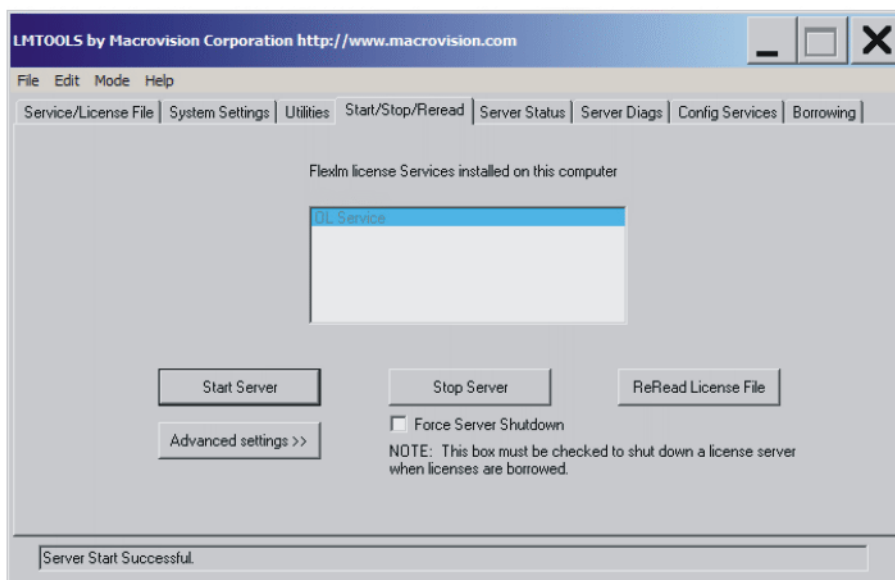 LMTOOLS by Macrovision Corporation http://www.macrovision.com
File Edit Mode Help
Service/License File System Settings Utilities Start/Stop/Reread Server Status Server Diags Config Services Borrowing
Flexlm license Services installed on this computer
OL Service
Start Server Stop Server ReRead License File
Force Server Shutdown
Advanced settings >>
NOTE: This box must be checked to shut down a license server
when licenses are borrowed.
Server Start Successful.